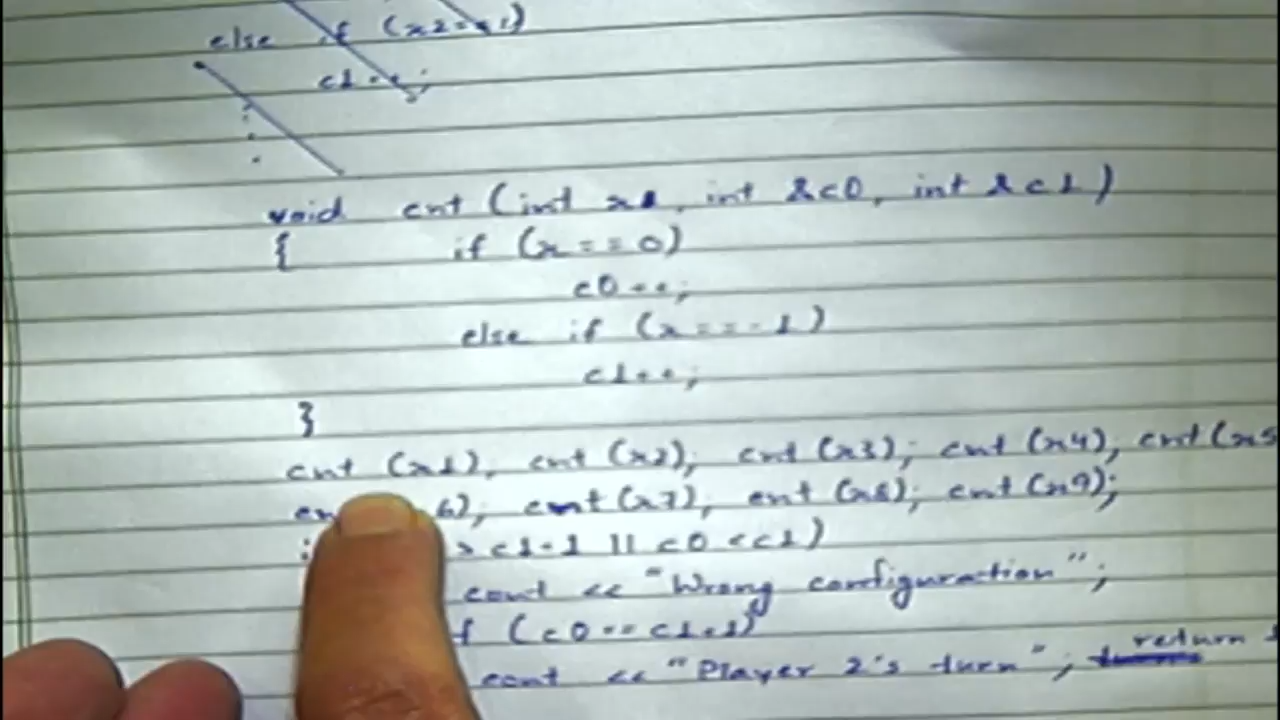 else if (x2==1)
c1++;
void cnt (int x, int &c0, int &c1)
{ if (x==0)
c0++;
else if (x==-1)
c1++;
}
cnt (x1); cnt (x2); cnt (x3); cnt (x4); cnt (x5
6); cnt (x7); cnt (x8); cnt (x9);
> c1+1 || c0 < c1)
cout << "Wrong configuration";
f (c0==c1+1)
cout << "Player 2's turn"; return